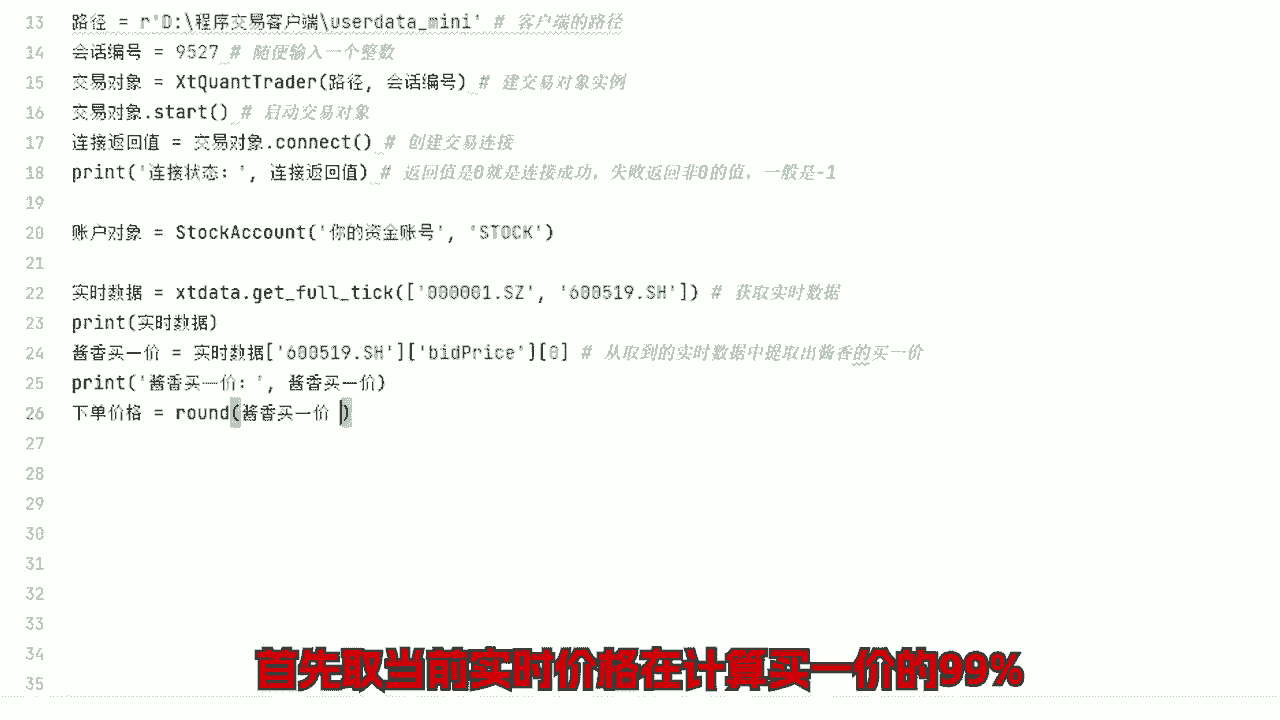 13 路径 = r'D:\程序交易客户端\userdata_mini' # 客户端的路径
14 会话编号 = 9527 # 随便输入一个整数
15 交易对象 = XtQuantTrader(路径, 会话编号) # 建交易对象实例
16 交易对象.start() # 启动交易对象
17 连接返回值 = 交易对象.connect() # 创建交易连接
18 print('连接状态：', 连接返回值) # 返回值是0就是连接成功，失败返回非0的值，一般是-1
19
20 账户对象 = StockAccount('你的资金账号', 'STOCK')
21
22 实时数据 = xtdata.get_full_tick(['000001.SZ', '600519.SH']) # 获取实时数据
23 print(实时数据)
24 酱香买一价 = 实时数据['600519.SH']['bidPrice'][0] # 从取到的实时数据中提取出酱香的买一价
25 print('酱香买一价：', 酱香买一价)
26 下单价格 = round(酱香买一价 )
27
28
29
30
31
32
33
34
35
首先取当前实时价格在计算买一价的99%